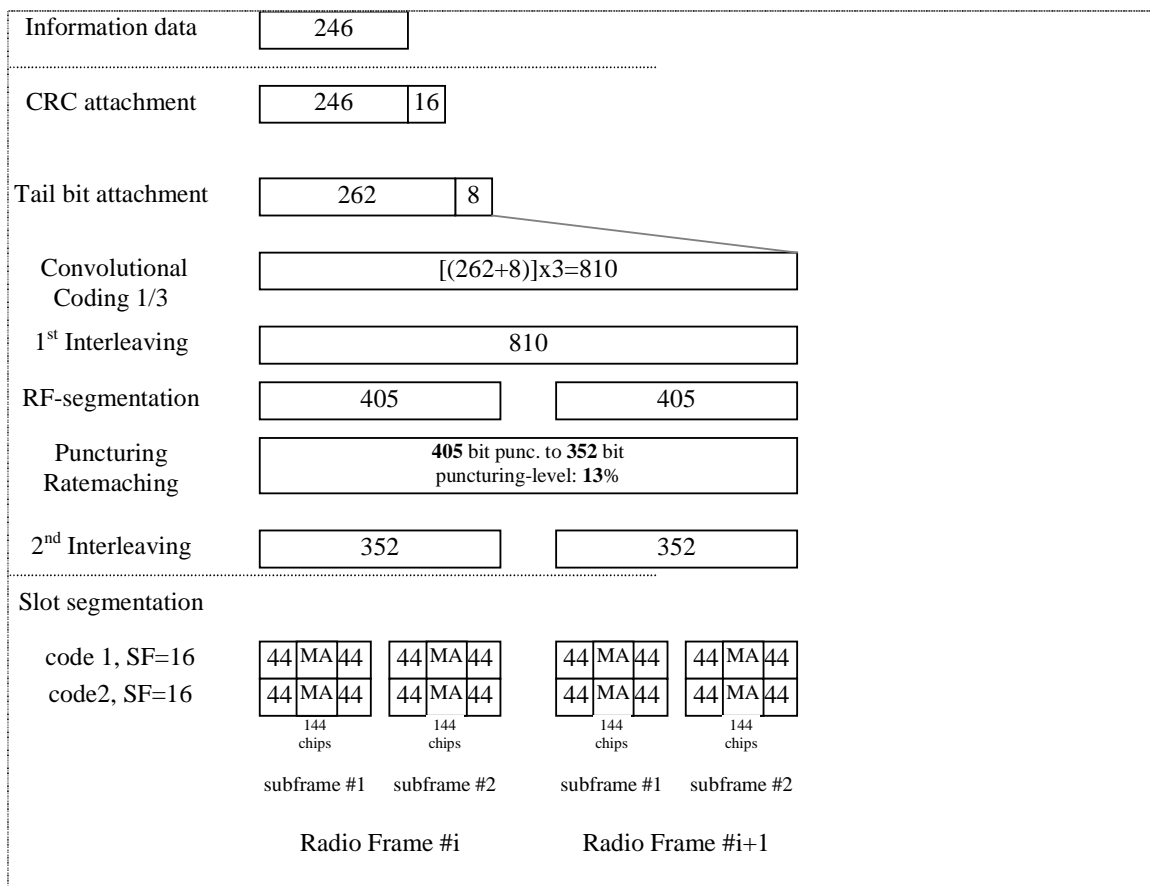 Information data
246
CRC attachment
246 16
Tail bit attachment
262 8
Convolutional
Coding 1/3
[(262+8)]x3=810
1st Interleaving
810
RF-segmentation
405 405
Puncturing
Ratemaching
405 bit punc. to 352 bit
puncturing-level: 13%
2nd Interleaving
352 352
Slot segmentation
code 1, SF=16
44 MA 44 44 MA 44 44 MA 44 44 MA 44
code2, SF=16
44 MA 44 44 MA 44 44 MA 44 44 MA 44
144 144 144 144
chips chips chips chips
subframe #1 subframe #2 subframe #1 subframe #2
Radio Frame #i Radio Frame #i+1